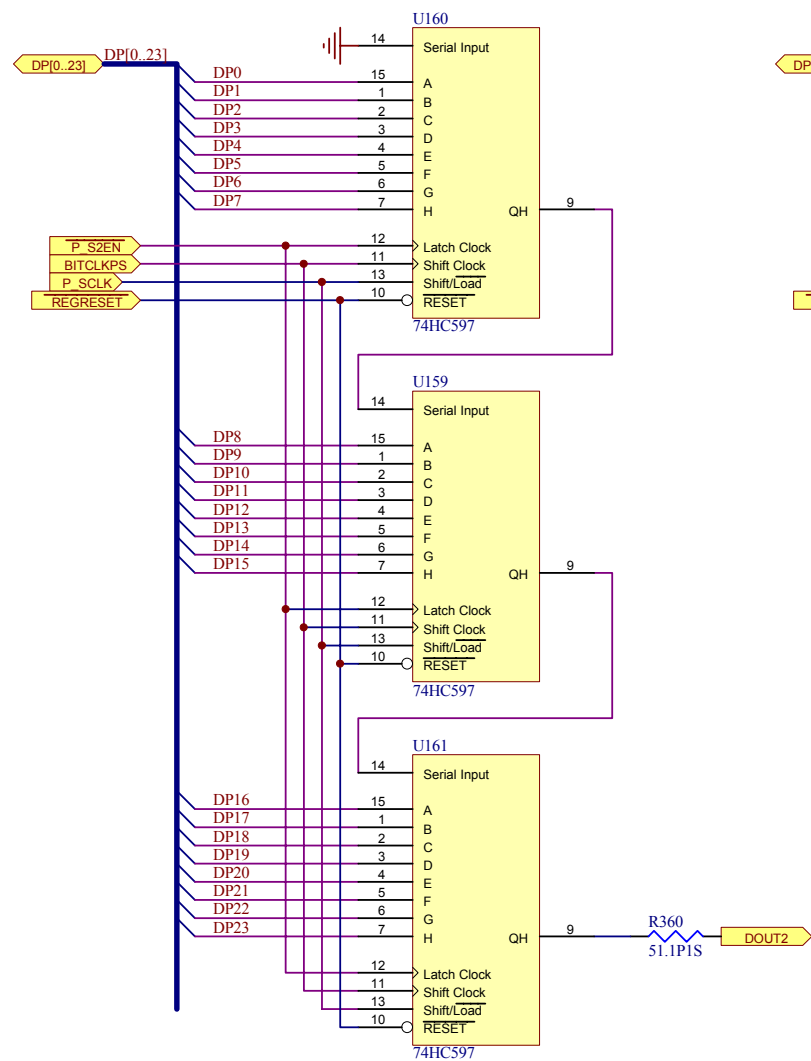 U160
14 Serial Input
DP[0..23] DP[0..23]
DP
DP0 15 A
DP1 1 B
DP2 2 C
DP3 3 D
DP4 4 E
DP5 5 F
DP6 6 G
DP7 7 H QH 9
P_S2EN 12 Latch Clock
BITCLKPS 11 Shift Clock
P_SCLK 13 Shift/Load
REGRESET 10 RESET
74HC597
U159
14 Serial Input
DP8 15 A
DP9 1 B
DP10 2 C
DP11 3 D
DP12 4 E
DP13 5 F
DP14 6 G
DP15 7 H QH 9
12 Latch Clock
11 Shift Clock
13 Shift/Load
10 RESET
74HC597
U161
14 Serial Input
DP16 15 A
DP17 1 B
DP18 2 C
DP19 3 D
DP20 4 E
DP21 5 F
DP22 6 G
DP23 7 H QH 9
R360
51.1P1S
DOUT2
12 Latch Clock
11 Shift Clock
13 Shift/Load
10 RESET
74HC597